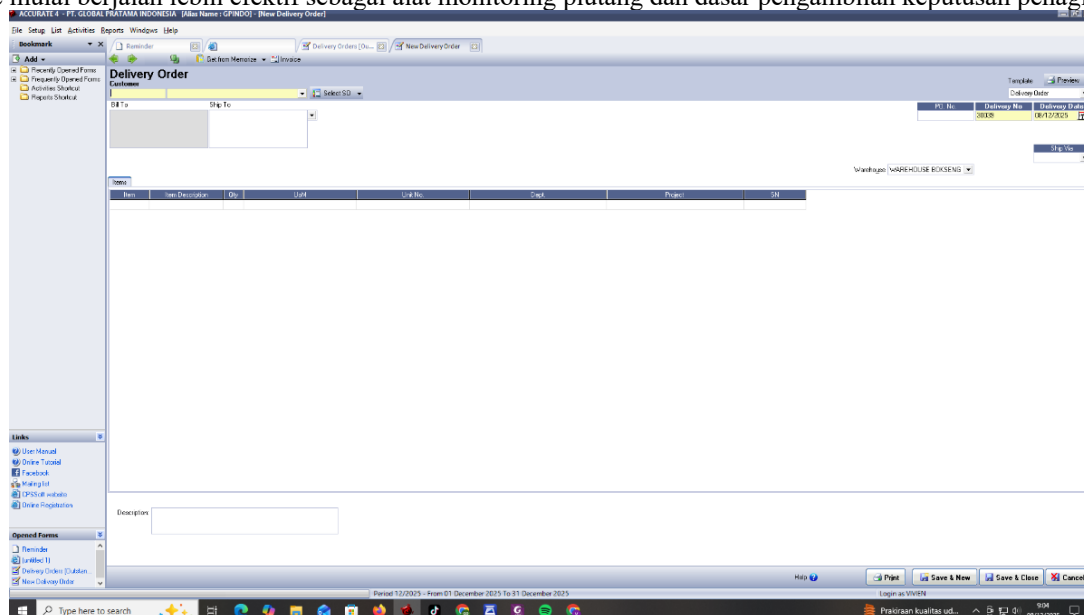 mulai berjalan lebih efektif sebagai alat monitoring piutang dan dasar pengambilan keputusan
ACCURATE 4 - PT. GLOBAL PRATAMA INDONESIA [Alias Name : GPINDO] - [New Delivery Order]
File Setup List Activities Reports Windows Help
Bookmark
Reminder
Delivery Orders [Ou...
New Delivery Order
Add
Get from Memorize
Invoice
Recently Opened Forms
Frequently Opened Forms
Activities Shortcut
Reports Shortcut
Delivery Order
Customer
Select SO
Template
Preview
Delivery Order
Bill To
Ship To
PO. No.
Delivery No
Delivery Date
08/12/2025
Ship Via
Warehouse WAREHOUSE BOKSENG
Items
Item
Item Description
Qty
UoM
Unit No.
Dept.
Project
SN
Links
User Manual
Online Tutorial
Facebook
Mailing list
CPSSoft website
Online Registration
Description
Opened Forms
Reminder
(untitled 1)
Delivery Orders [Outstan...
New Delivery Order
Help
Print
Save & New
Save & Close
Cancel
Period 12/2025 - From 01 December 2025 To 31 December 2025
Login as VIVIEN
Type here to search
Prakiraan kualitas ud...
9:04